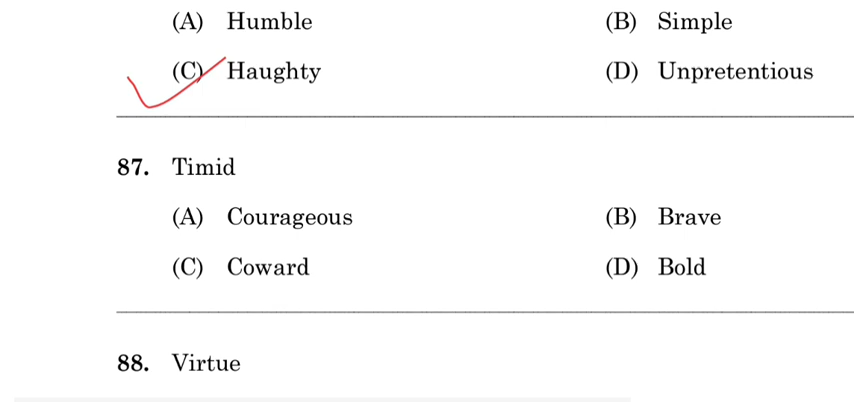 (A) Humble (B) Simple
(C) Haughty (D) Unpretentious
87. Timid
(A) Courageous (B) Brave
(C) Coward (D) Bold
88. Virtue